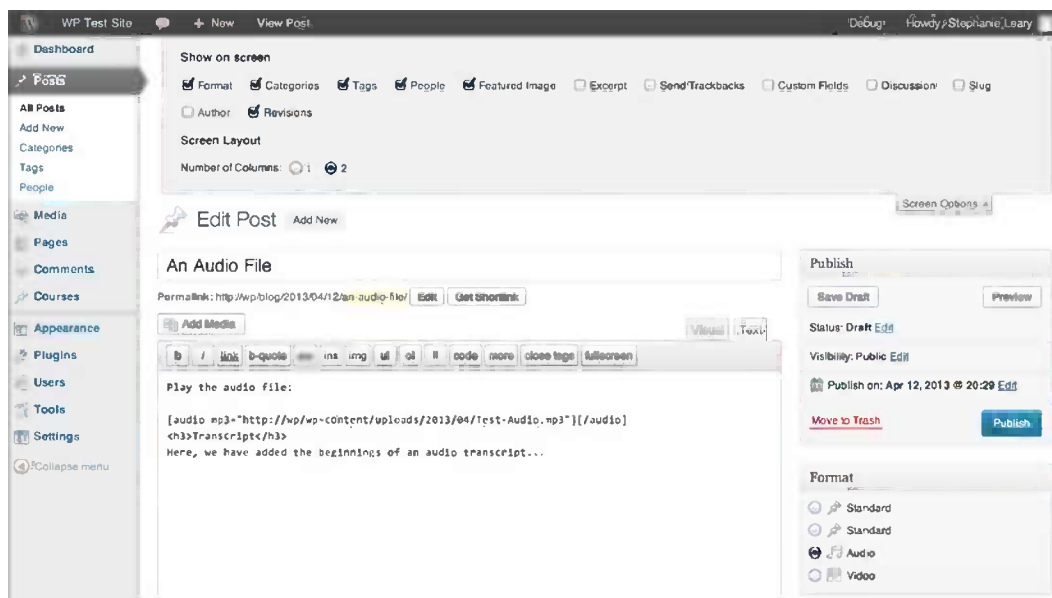 WP Test Site + New View Post Debug Howdy, Stephanie Leary
Dashboard
Posts
All Posts
Add New
Categories
Tags
People
Media
Pages
Comments
Courses
Appearance
Plugins
Users
Tools
Settings
Collapse menu
Show on screen
Format Categories Tags People Featured Image Excerpt Send Trackbacks Custom Fields Discussion Slug
Author Revisions
Screen Layout
Number of Columns: 1 2
Screen Options
Edit Post Add New
An Audio File
Permalink: http://wp/blog/2013/04/12/an-audio-file/ Edit Get Shortlink
Add Media Visual Text
b i link b-quote ins img ul ol li code more close tags fullscreen
Play the audio file:
[audio mp3="http://wp/wp-content/uploads/2013/04/Test-Audio.mp3"][/audio]
<h3>Transcript</h3>
Here, we have added the beginnings of an audio transcript...
Publish
Save Draft Preview
Status: Draft Edit
Visibility: Public Edit
Publish on: Apr 12, 2013 @ 20:29 Edit
Move to Trash Publish
Format
Standard
Standard
Audio
Video